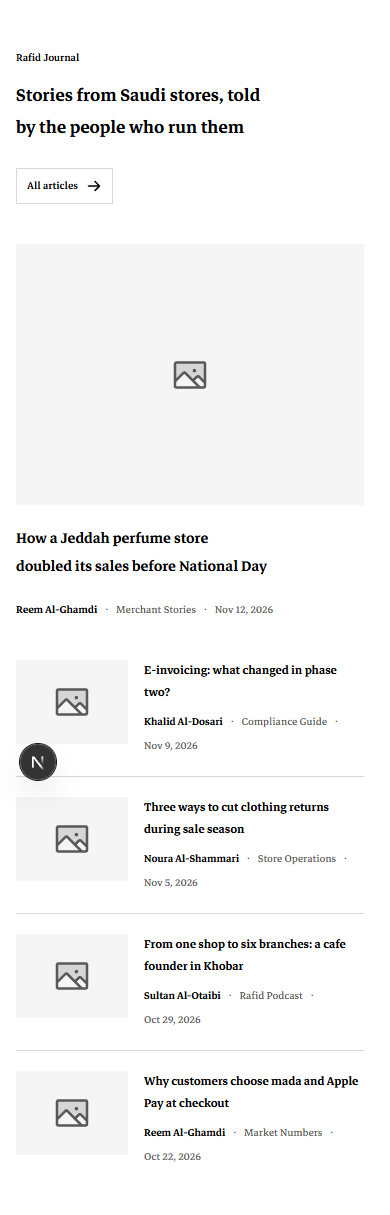 Rafid Journal
Stories from Saudi stores, told
by the people who run them
All articles
How a Jeddah perfume store
doubled its sales before National Day
Reem Al-Ghamdi · Merchant Stories · Nov 12, 2026
E-invoicing: what changed in phase
two?
Khalid Al-Dosari · Compliance Guide ·
Nov 9, 2026
N
Three ways to cut clothing returns
during sale season
Noura Al-Shammari · Store Operations ·
Nov 5, 2026
From one shop to six branches: a cafe
founder in Khobar
Sultan Al-Otaibi · Rafid Podcast ·
Oct 29, 2026
Why customers choose mada and Apple
Pay at checkout
Reem Al-Ghamdi · Market Numbers ·
Oct 22, 2026